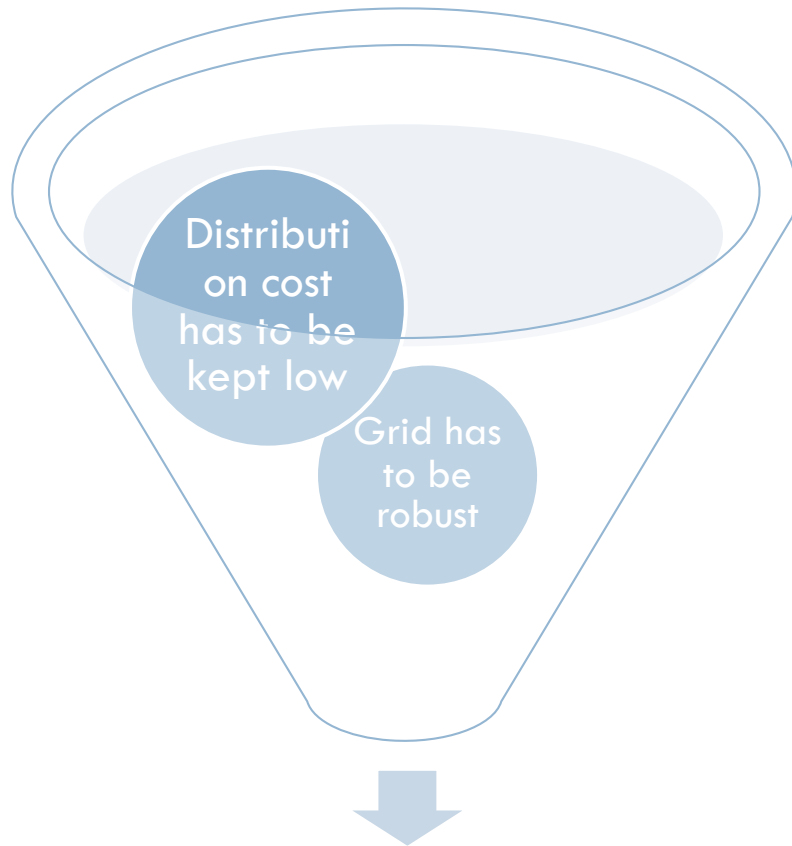 Distributi
on cost
has to be
kept low
Grid has
to be
robust